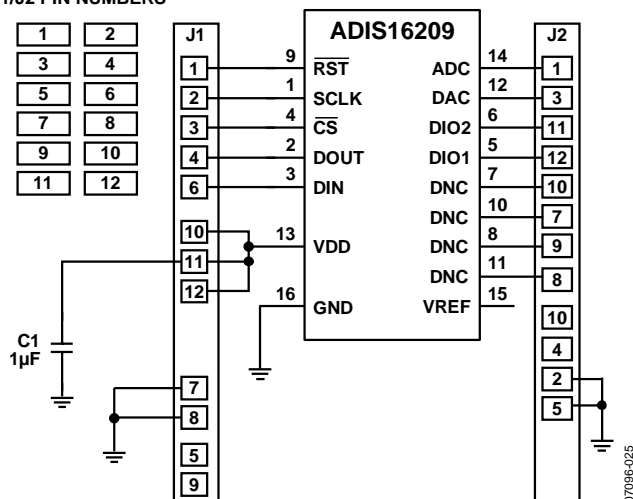 1/J2 PIN NUMBERS
1 2
3 4
5 6
7 8
9 10
11 12
J1
1
2
3
4
6
10
11
12
7
8
5
9
C1
1µF
ADIS16209
9 RST
1 SCLK
4 CS
2 DOUT
3 DIN
13 VDD
16 GND
ADC 14
DAC 12
DIO2 6
DIO1 5
DNC 7
DNC 10
DNC 8
DNC 11
VREF 15
J2
1
3
11
12
10
7
9
8
10
4
2
5
07096-025